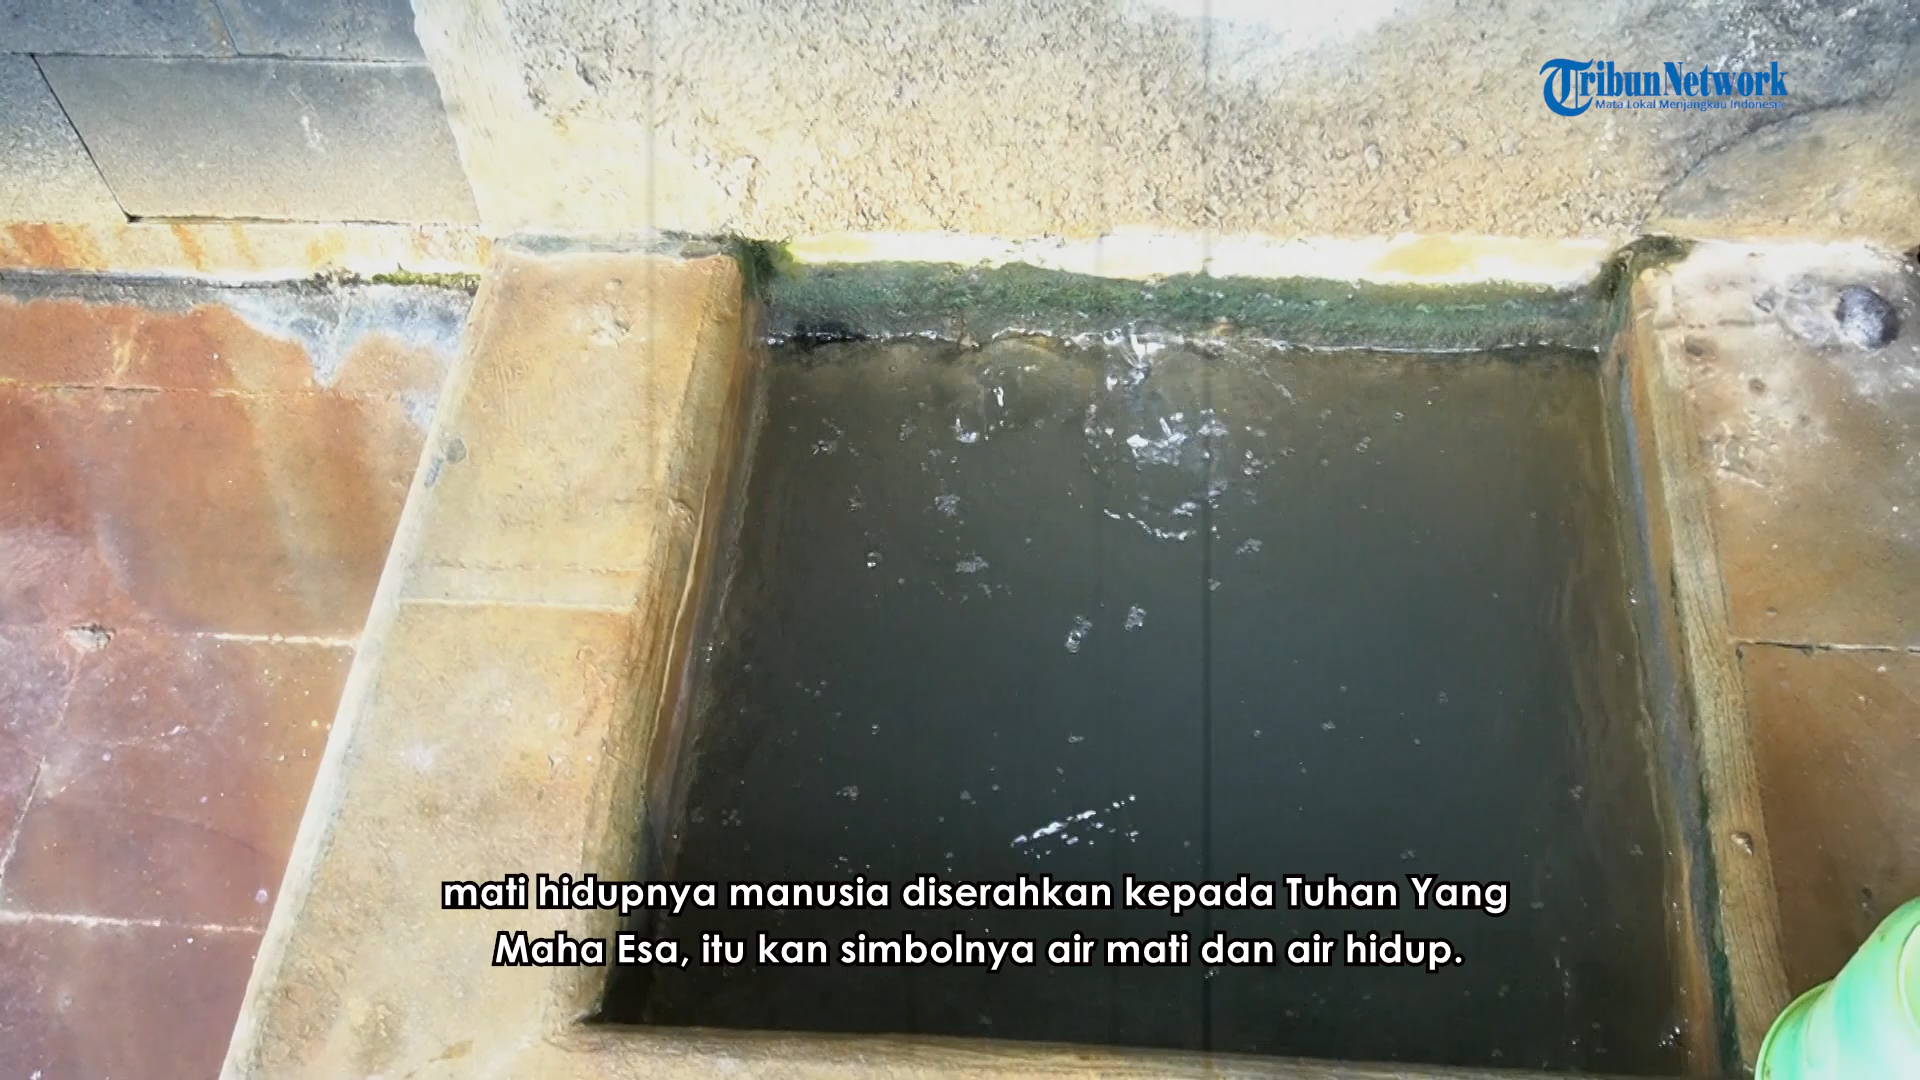 TribunNetwork
Mata Lokal Menjangkau Indonesia
mati hidupnya manusia diserahkan kepada Tuhan Yang
Maha Esa, itu kan simbolnya air mati dan air hidup.